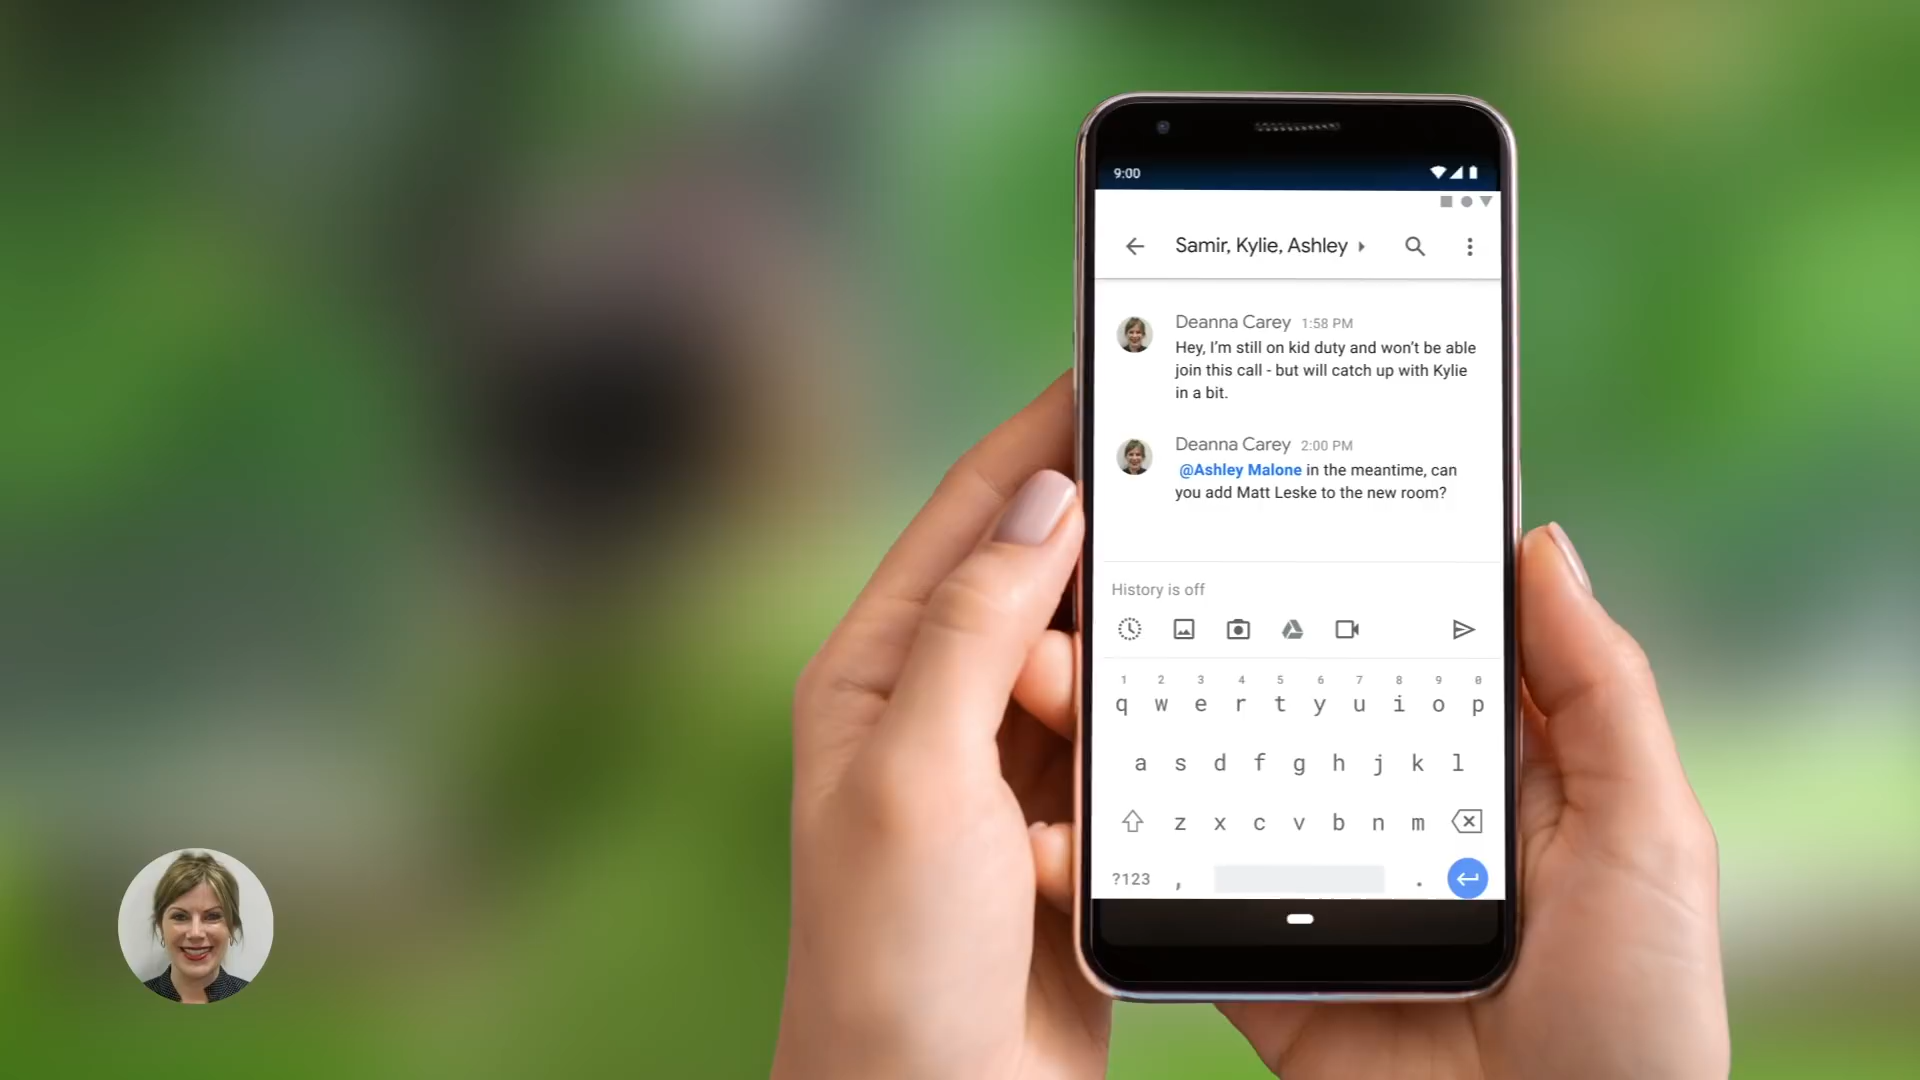 9:00
Samir, Kylie, Ashley
Deanna Carey 1:58 PM
Hey, I’m still on kid duty and won’t be able
join this call - but will catch up with Kylie
in a bit.
Deanna Carey 2:00 PM
@Ashley Malone in the meantime, can
you add Matt Leske to the new room?
History is off
1 2 3 4 5 6 7 8 9 0
q w e r t y u i o p
a s d f g h j k l
z x c v b n m
?123 , .